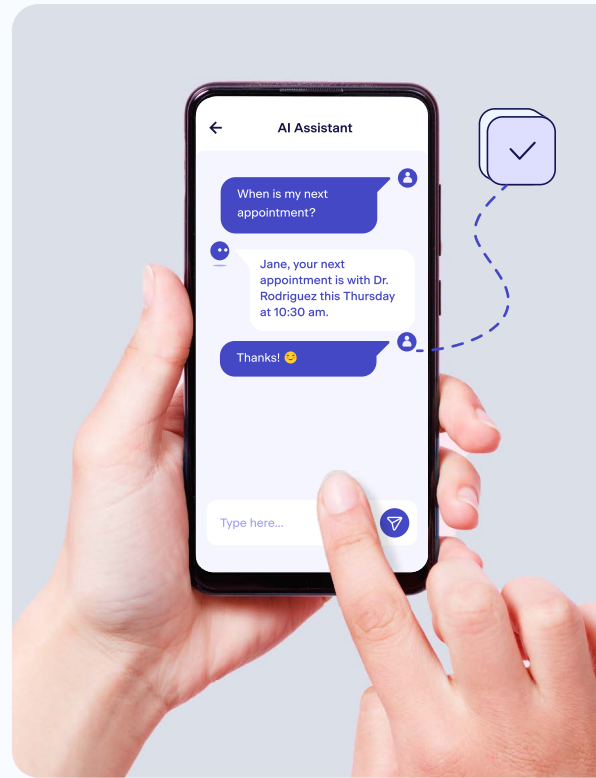 AI Assistant
When is my next
appointment?
Jane, your next
appointment is with Dr.
Rodriguez this Thursday
at 10:30 am.
Thanks! 😊
Type here...